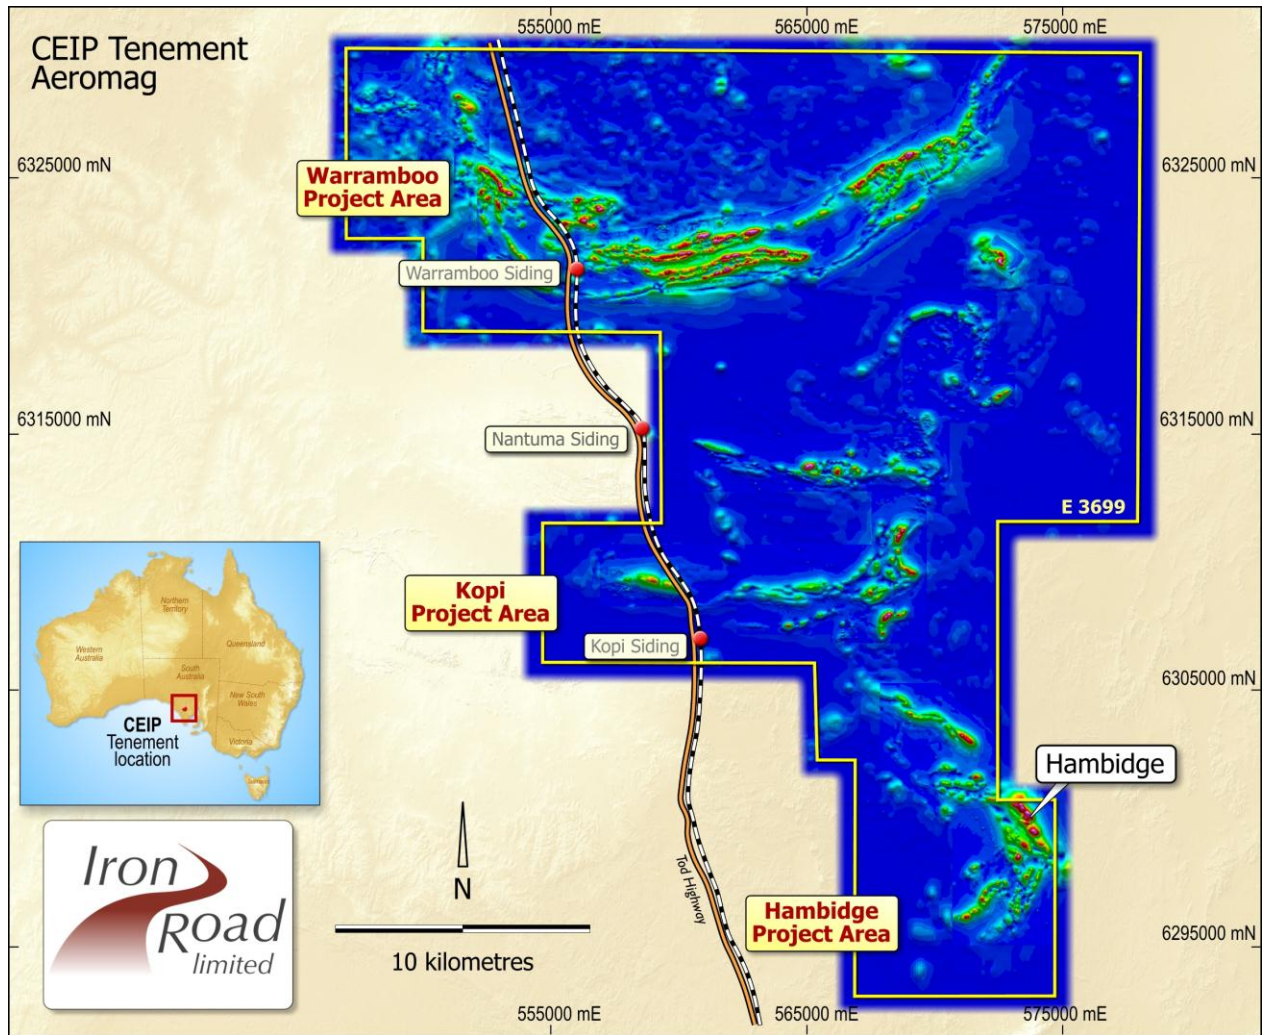 CEIP Tenement
Aeromag
555000 mE
565000 mE
575000 mE
6325000 mN
6325000 mN
Warramboo
Project Area
Warramboo Siding
6315000 mN
6315000 mN
Nantuma Siding
E 3699
Kopi
Project Area
Kopi Siding
6305000 mN
Northern
Territory
Western
Australia
Queensland
South
Australia
New South
Wales
Victoria
Tasmania
CEIP
Tenement
location
Hambidge
Iron
Road
limited
N
10 kilometres
Tod Highway
Hambidge
Project Area
6295000 mN
555000 mE
565000 mE
575000 mE